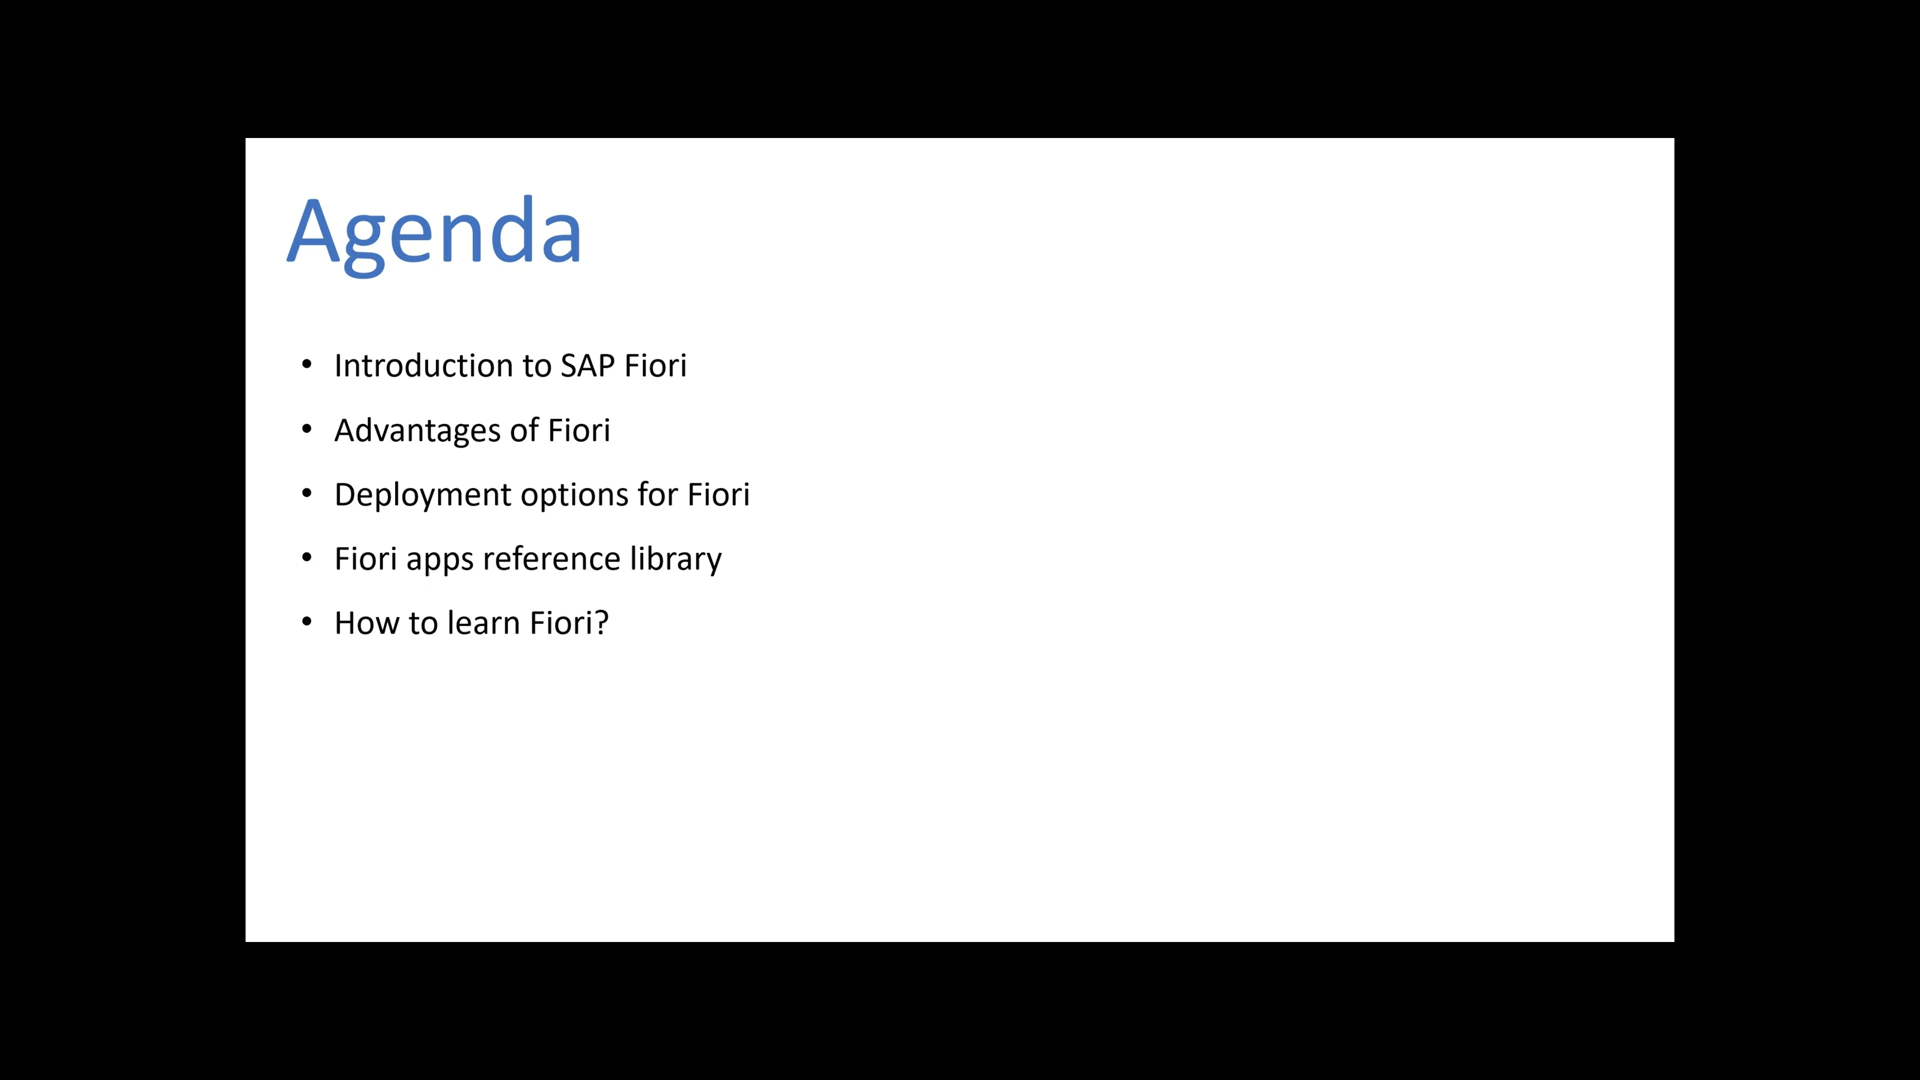 Agenda
• Introduction to SAP Fiori
• Advantages of Fiori
• Deployment options for Fiori
• Fiori apps reference library
• How to learn Fiori?